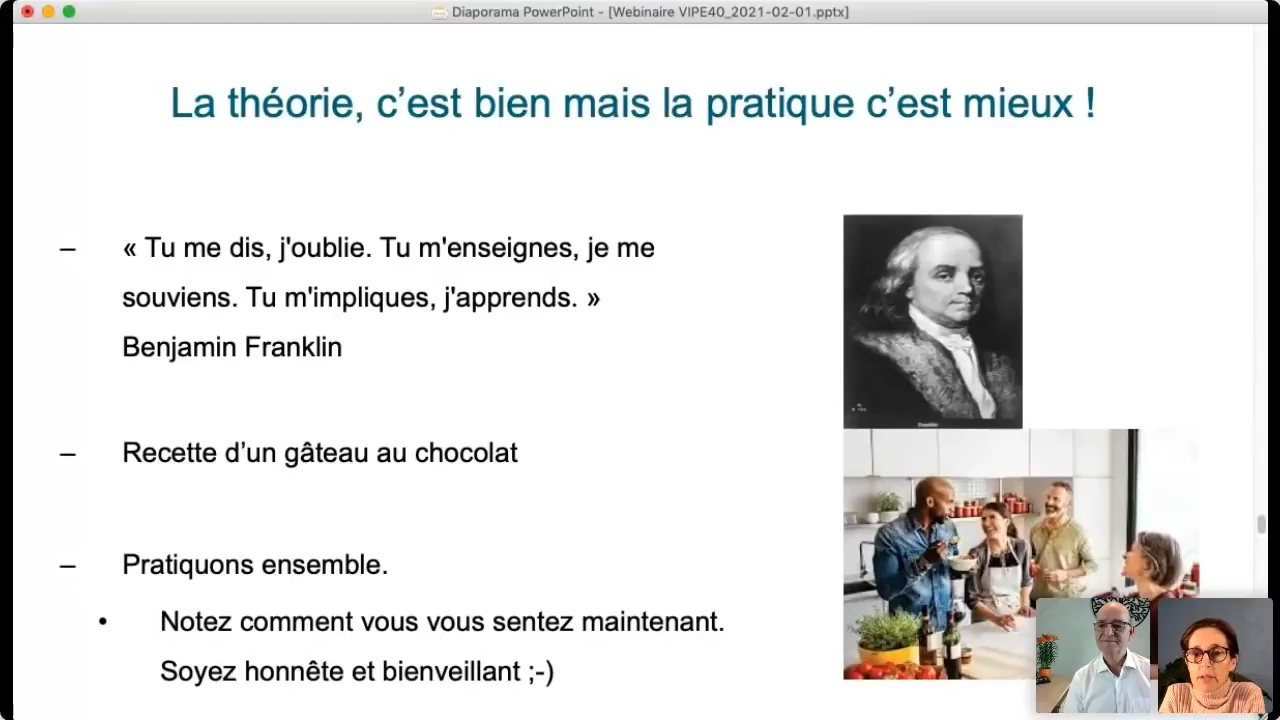 Diaporama PowerPoint - [Webinaire VIPE40_2021-02-01.pptx]
La théorie, c’est bien mais la pratique c’est mieux !
– « Tu me dis, j'oublie. Tu m'enseignes, je me
souviens. Tu m'impliques, j'apprends. »
Benjamin Franklin
– Recette d’un gâteau au chocolat
– Pratiquons ensemble.
• Notez comment vous vous sentez maintenant.
Soyez honnête et bienveillant ;-)